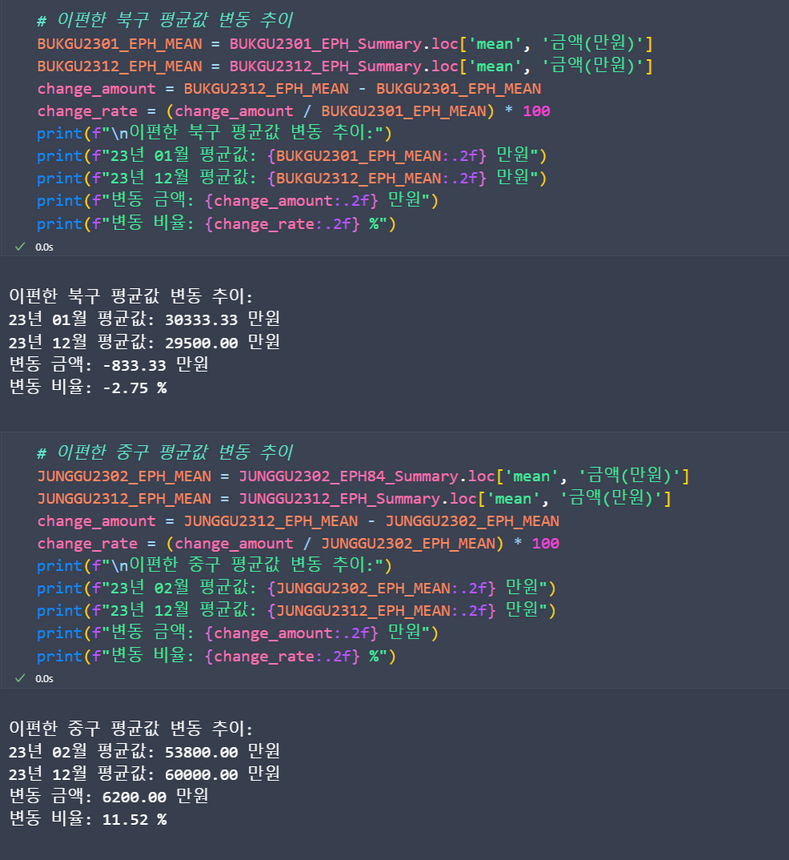 # 이편한 북구 평균값 변동 추이
BUKGU2301_EPH_MEAN = BUKGU2301_EPH_Summary.loc['mean', '금액(만원)']
BUKGU2312_EPH_MEAN = BUKGU2312_EPH_Summary.loc['mean', '금액(만원)']
change_amount = BUKGU2312_EPH_MEAN - BUKGU2301_EPH_MEAN
change_rate = (change_amount / BUKGU2301_EPH_MEAN) * 100
print(f"\n이편한 북구 평균값 변동 추이:")
print(f"23년 01월 평균값: {BUKGU2301_EPH_MEAN:.2f} 만원")
print(f"23년 12월 평균값: {BUKGU2312_EPH_MEAN:.2f} 만원")
print(f"변동 금액: {change_amount:.2f} 만원")
print(f"변동 비율: {change_rate:.2f} %")
✓ 0.0s
이편한 북구 평균값 변동 추이:
23년 01월 평균값: 30333.33 만원
23년 12월 평균값: 29500.00 만원
변동 금액: -833.33 만원
변동 비율: -2.75 %
# 이편한 중구 평균값 변동 추이
JUNGGU2302_EPH_MEAN = JUNGGU2302_EPH84_Summary.loc['mean', '금액(만원)']
JUNGGU2312_EPH_MEAN = JUNGGU2312_EPH_Summary.loc['mean', '금액(만원)']
change_amount = JUNGGU2312_EPH_MEAN - JUNGGU2302_EPH_MEAN
change_rate = (change_amount / JUNGGU2302_EPH_MEAN) * 100
print(f"\n이편한 중구 평균값 변동 추이:")
print(f"23년 02월 평균값: {JUNGGU2302_EPH_MEAN:.2f} 만원")
print(f"23년 12월 평균값: {JUNGGU2312_EPH_MEAN:.2f} 만원")
print(f"변동 금액: {change_amount:.2f} 만원")
print(f"변동 비율: {change_rate:.2f} %")
✓ 0.0s
이편한 중구 평균값 변동 추이:
23년 02월 평균값: 53800.00 만원
23년 12월 평균값: 60000.00 만원
변동 금액: 6200.00 만원
변동 비율: 11.52 %